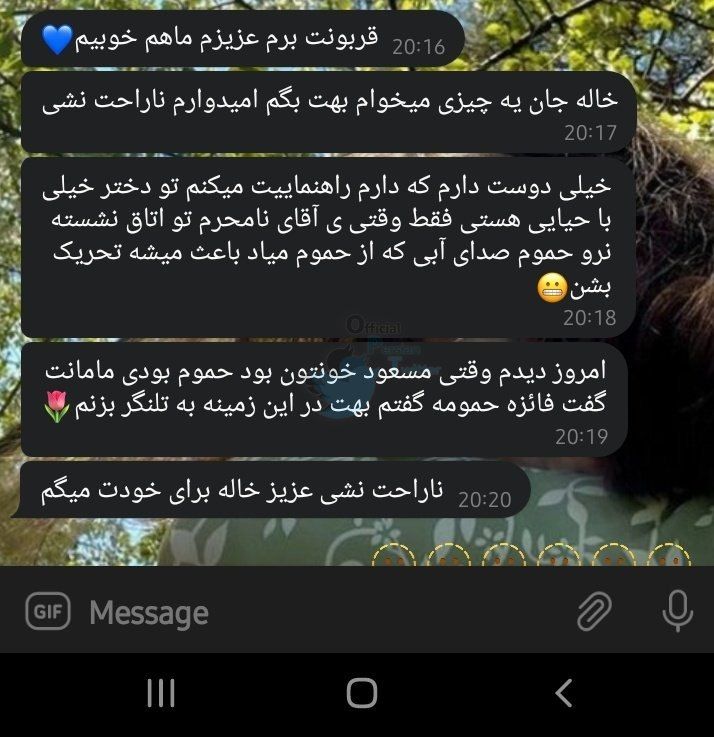 قربونت برم عزیزم ماهم خوبیم💙
20:16
خاله جان یه چیزی میخوام بهت بگم امیدوارم ناراحت نشی
20:17
خیلی دوست دارم که دارم راهنماییت میکنم تو دختر خیلی
با حیایی هستی فقط وقتی ی آقای نامحرم تو اتاق نشسته
نرو حموم صدای آبی که از حموم میاد باعث میشه تحریک
بشن😬
20:18
Official
Persian
امروز دیدم وقتی مسعود خونتون بود حموم بودی مامانت
گفت فائزه حمومه گفتم بهت در این زمینه یه تلنگر بزنم🌷
20:19
ناراحت نشی عزیز خاله برای خودت میگم
20:20
GIF
Message